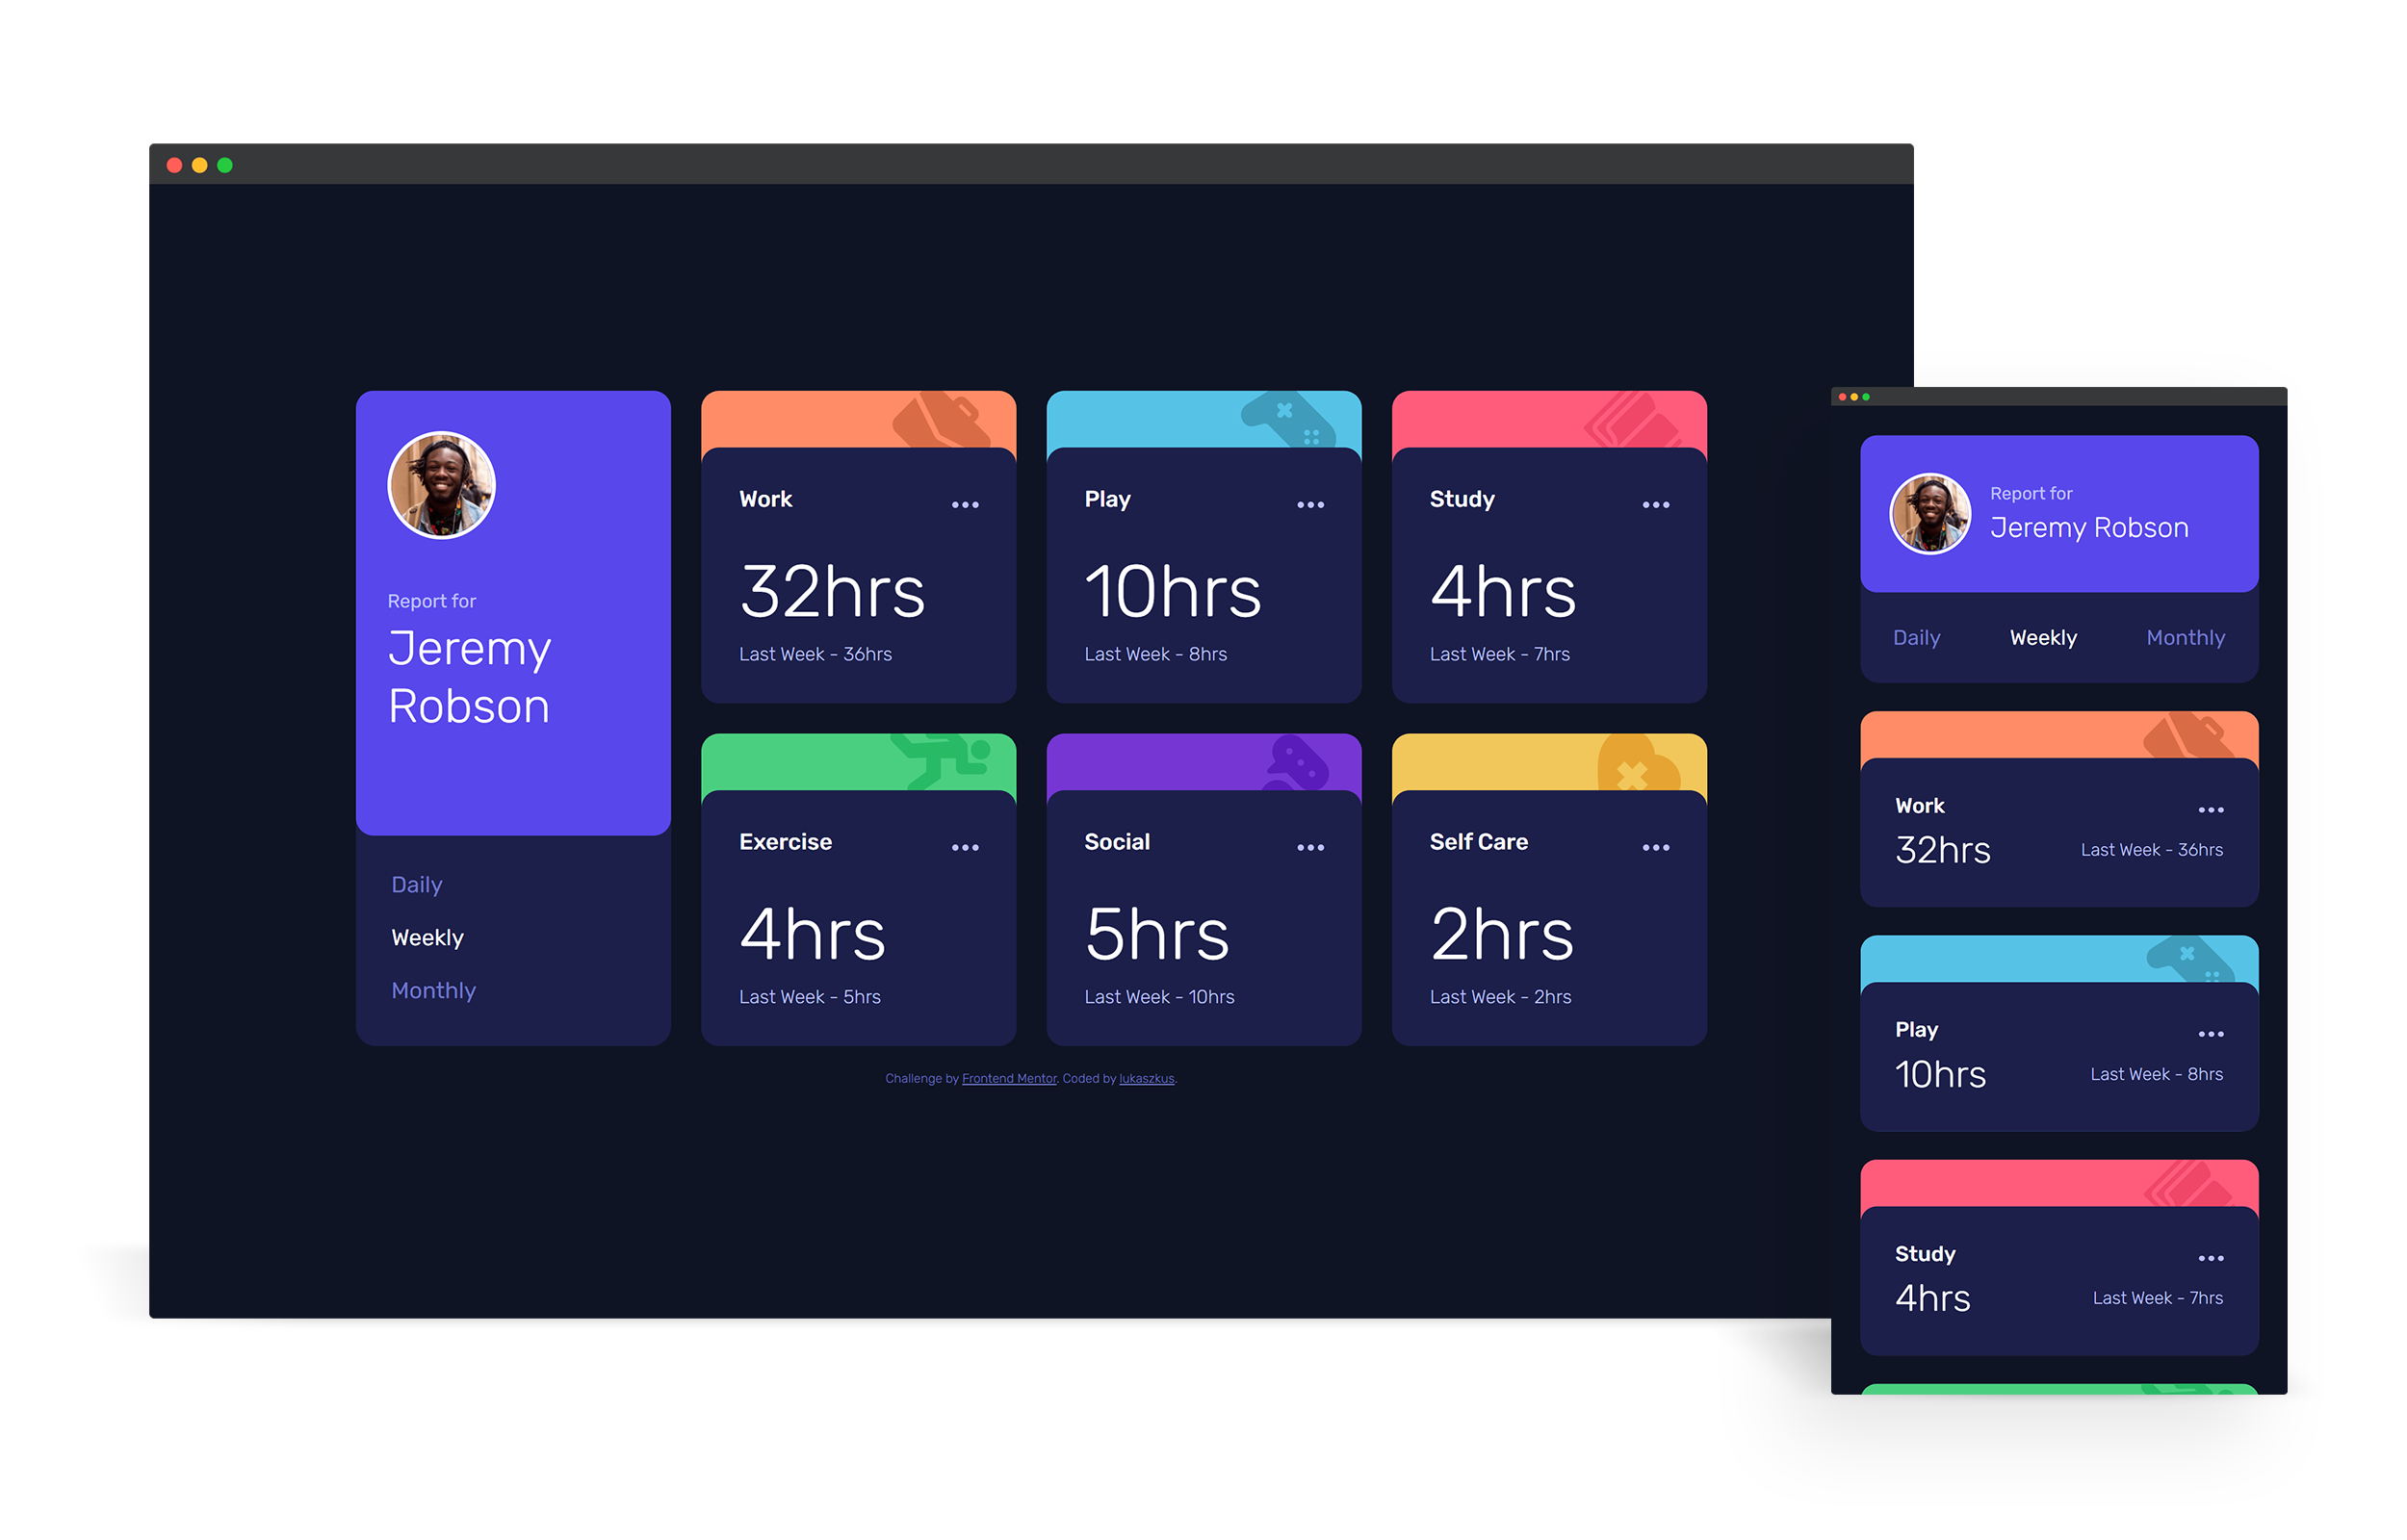 Report for
Jeremy
Robson
Daily
Weekly
Monthly
Work
32hrs
Last Week - 36hrs
Play
10hrs
Last Week - 8hrs
Study
4hrs
Last Week - 7hrs
Exercise
4hrs
Last Week - 5hrs
Social
5hrs
Last Week - 10hrs
Self Care
2hrs
Last Week - 2hrs
Challenge by Frontend Mentor. Coded by lukaszkus.
Report for
Jeremy Robson
Daily Weekly Monthly
Work
32hrs Last Week - 36hrs
Play
10hrs Last Week - 8hrs
Study
4hrs Last Week - 7hrs